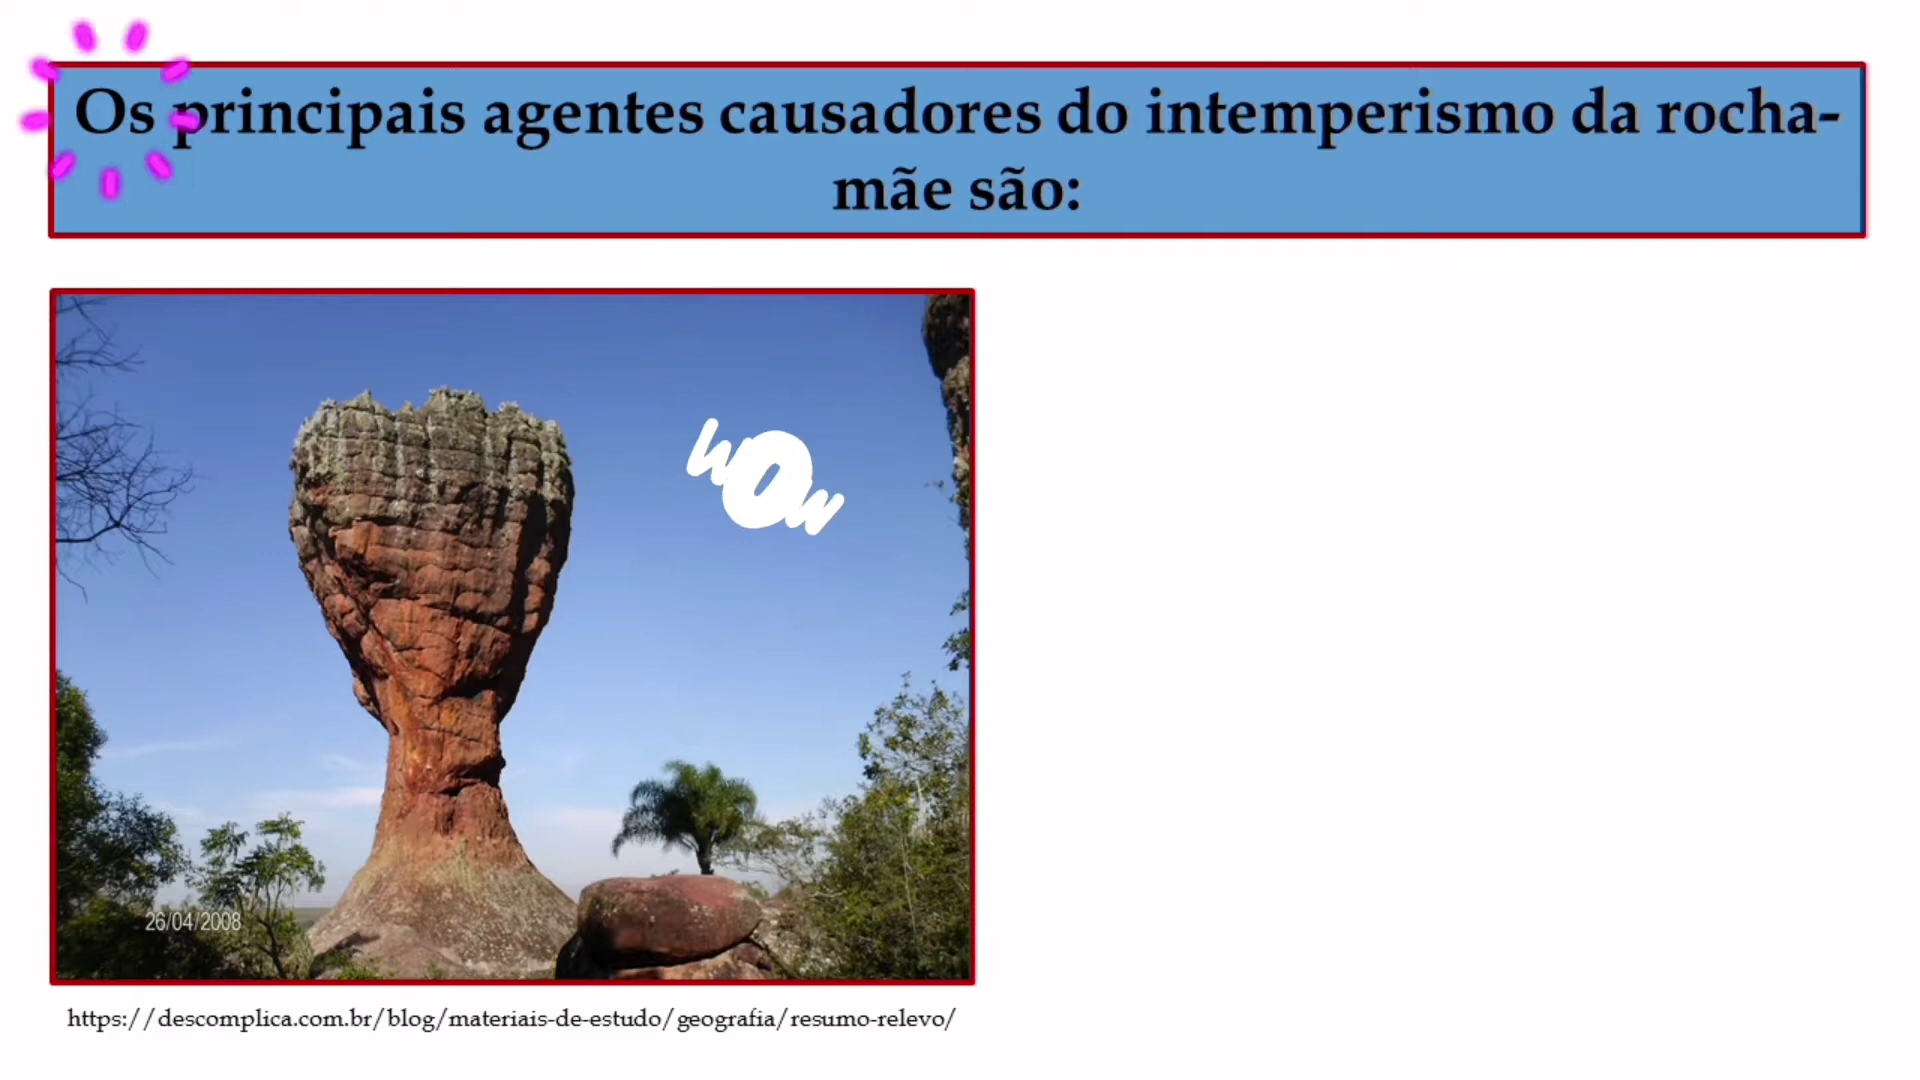 Os principais agentes causadores do intemperismo da rocha-
mãe são:
wow
26/04/2008
https://descomplica.com.br/blog/materiais-de-estudo/geografia/resumo-relevo/